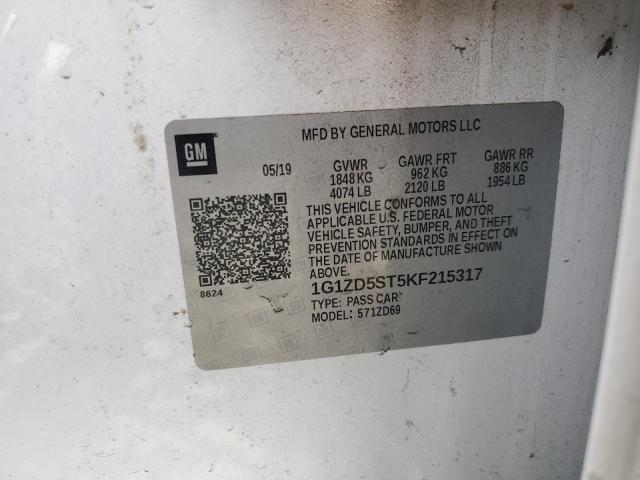 GM
MFD BY GENERAL MOTORS LLC
05/19 GVWR GAWR FRT GAWR RR
1848 KG 962 KG 886 KG
4074 LB 2120 LB 1954 LB
THIS VEHICLE CONFORMS TO ALL
APPLICABLE U.S. FEDERAL MOTOR
VEHICLE SAFETY, BUMPER, AND THEFT
PREVENTION STANDARDS IN EFFECT ON
THE DATE OF MANUFACTURE SHOWN
ABOVE.
8624
1G1ZD5ST5KF215317
TYPE: PASS CAR
MODEL: 571ZD69